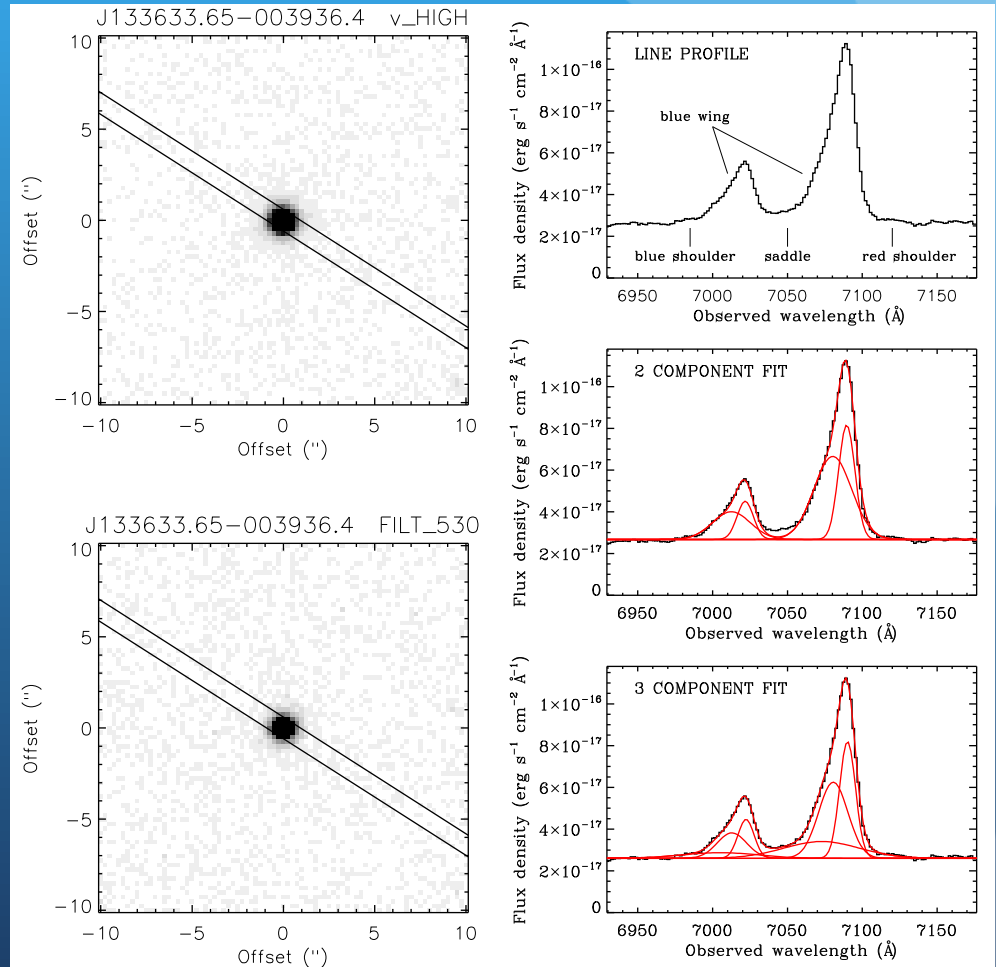 J133633.65−003936.4 v_HIGH
10
5
0
−5
−10
Offset (")
−10 −5 0 5 10
Offset (")
J133633.65−003936.4 FILT_530
10
5
0
−5
−10
Offset (")
−10 −5 0 5 10
Offset (")
LINE PROFILE
blue wing
blue shoulder saddle red shoulder
1×10⁻¹⁶
8×10⁻¹⁷
6×10⁻¹⁷
4×10⁻¹⁷
2×10⁻¹⁷
0
Flux density (erg s⁻¹ cm⁻² Å⁻¹)
6950 7000 7050 7100 7150
Observed wavelength (Å)
2 COMPONENT FIT
1×10⁻¹⁶
8×10⁻¹⁷
6×10⁻¹⁷
4×10⁻¹⁷
2×10⁻¹⁷
0
Flux density (erg s⁻¹ cm⁻² Å⁻¹)
6950 7000 7050 7100 7150
Observed wavelength (Å)
3 COMPONENT FIT
1×10⁻¹⁶
8×10⁻¹⁷
6×10⁻¹⁷
4×10⁻¹⁷
2×10⁻¹⁷
0
Flux density (erg s⁻¹ cm⁻² Å⁻¹)
6950 7000 7050 7100 7150
Observed wavelength (Å)